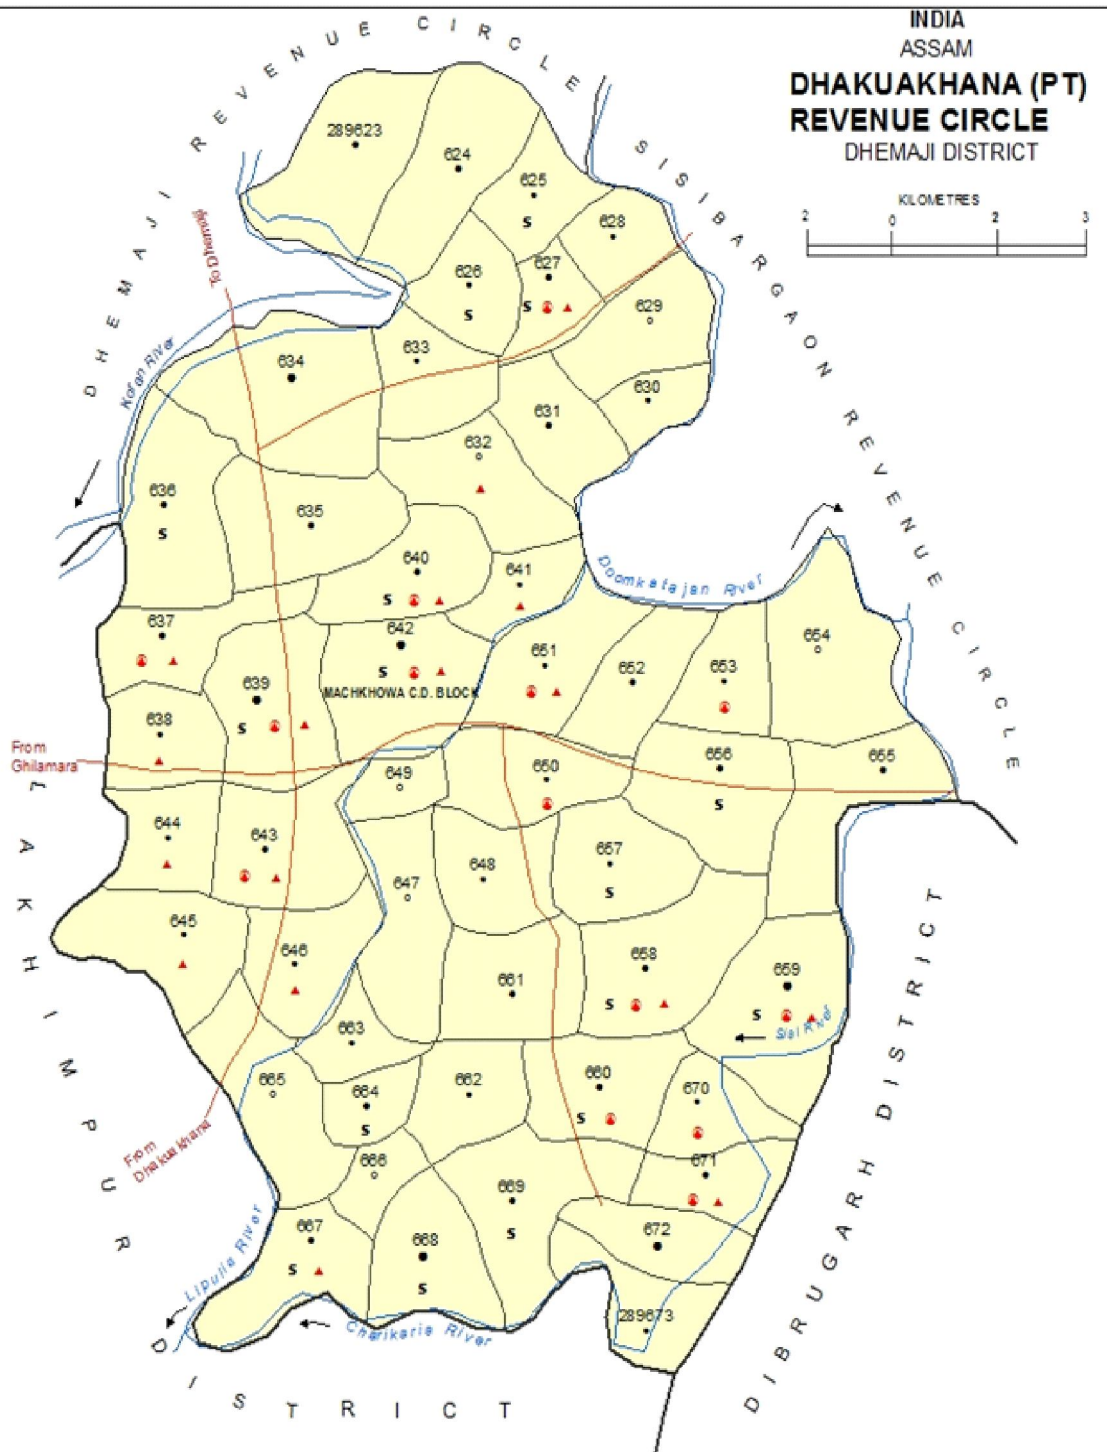 INDIA
ASSAM
DHAKUAKHANA (PT)
REVENUE CIRCLE
DHEMAJI DISTRICT
KILOMETRES
2 0 2 3
DHEMAJI REVENUE CIRCLE
SISIBARGAON REVENUE CIRCLE
289623
624
625
S
628
To Dhemaji
626
S
627
S
629
Kofan River
634
633
630
631
632
636
S
635
640
S
641
Doomkatajan River
637
642
S
MACHKHOWA C.D. BLOCK
639
S
651
652
653
654
638
From
Ghilamara
649
650
656
S
655
644
643
647
648
657
S
645
646
661
658
S
659
S
Sisi River
663
665
664
S
662
660
S
670
From
Dhakuakhana
666
669
S
671
672
667
S
668
S
289673
Lipulia River
Charikaria River
LAKHIMPUR DISTRICT
DIBRUGARH DISTRICT